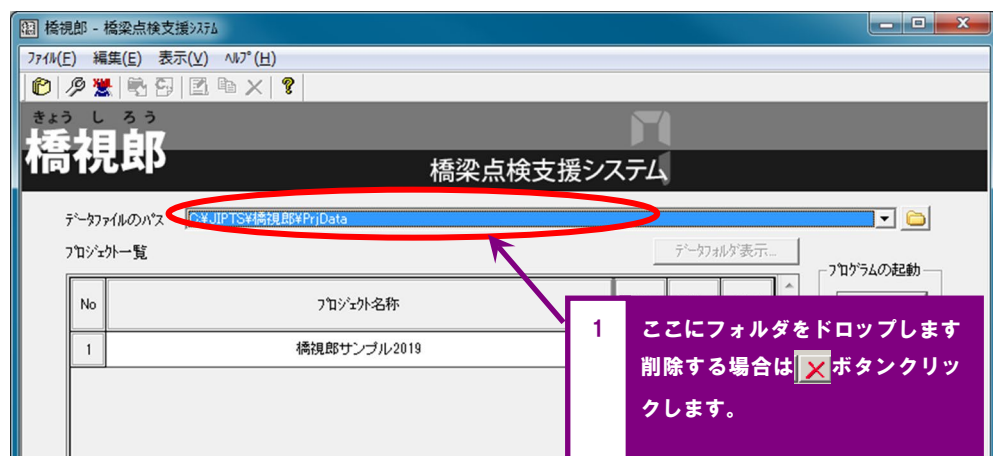 橋視郎 - 橋梁点検支援ｼｽﾃﾑ
ﾌｧｲﾙ(F) 編集(E) 表示(V) ﾍﾙﾌﾟ(H)
きょう し ろう
橋視郎
橋梁点検支援システム
ﾃﾞｰﾀﾌｧｲﾙのﾊﾟｽ C:¥JIPTS¥橋視郎¥PrjData
ﾌﾟﾛｼﾞｪｸﾄ一覧 ﾃﾞｰﾀﾌｫﾙﾀﾞ表示...
ﾌﾟﾛｸﾞﾗﾑの起動
No ﾌﾟﾛｼﾞｪｸﾄ名称
1 橋視郎サンプル2019
1 ここにフォルダをドロップします
削除する場合は ボタンクリッ
クします。